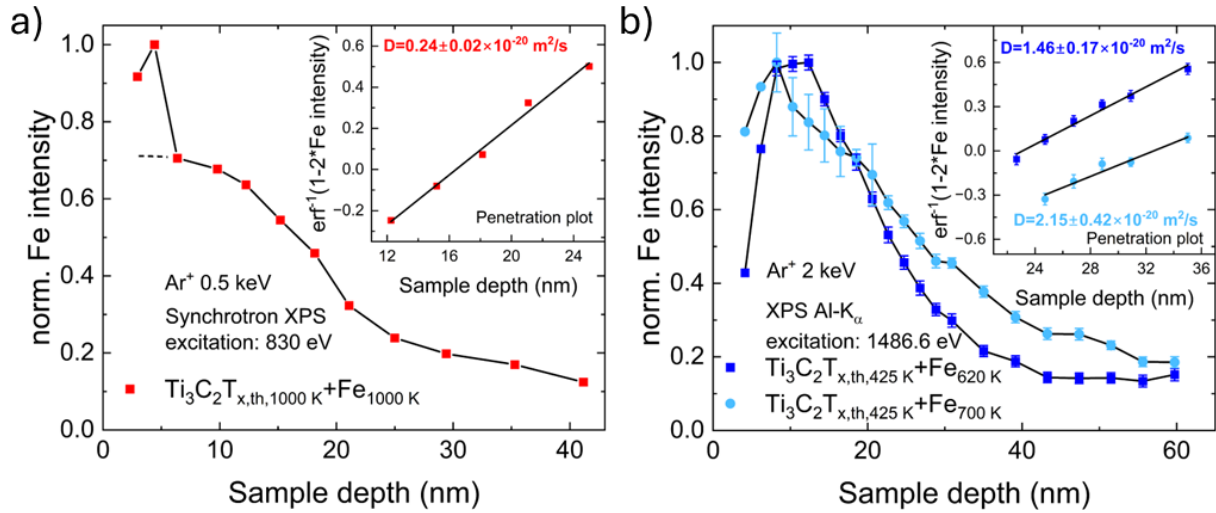 a)
norm. Fe intensity
1.0
0.8
0.6
0.4
0.2
0.0
0 10 20 30 40
Sample depth (nm)
Ar⁺ 0.5 keV
Synchrotron XPS
excitation: 830 eV
Ti₃C₂Tₓ,th,1000 K+Fe1000 K
D=0.24±0.02×10⁻²⁰ m²/s
erf⁻¹(1-2*Fe intensity)
0.6
0.4
0.2
0.0
−0.2
12 16 20 24
Penetration plot
Sample depth (nm)
b)
norm. Fe intensity
1.0
0.8
0.6
0.4
0.2
0.0
0 20 40 60
Sample depth (nm)
Ar⁺ 2 keV
XPS Al-Kα
excitation: 1486.6 eV
Ti₃C₂Tₓ,th,425 K+Fe620 K
Ti₃C₂Tₓ,th,425 K+Fe700 K
D=1.46±0.17×10⁻²⁰ m²/s
erf⁻¹(1-2*Fe intensity)
0.6
0.3
0.0
−0.3
−0.6
24 28 32 36
D=2.15±0.42×10⁻²⁰ m²/s
Penetration plot
Sample depth (nm)